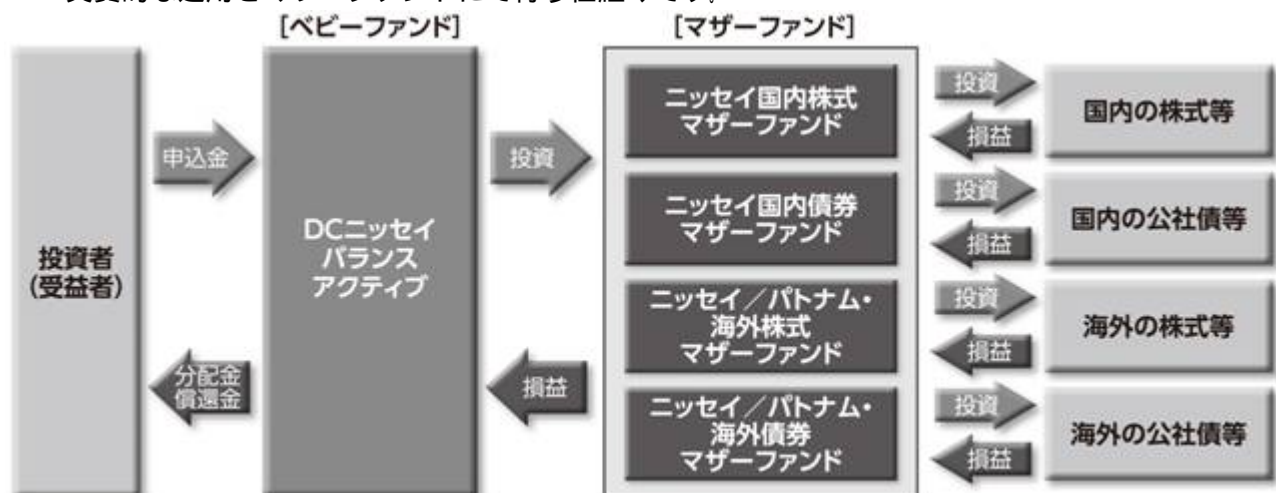 [ベビーファンド]
[マザーファンド]
投資者
(受益者)
申込金
分配金
償還金
DCニッセイ
バランス
アクティブ
投資
損益
ニッセイ国内株式
マザーファンド
投資
損益
国内の株式等
ニッセイ国内債券
マザーファンド
投資
損益
国内の公社債等
ニッセイ／パトナム・
海外株式
マザーファンド
投資
損益
海外の株式等
ニッセイ／パトナム・
海外債券
マザーファンド
投資
損益
海外の公社債等